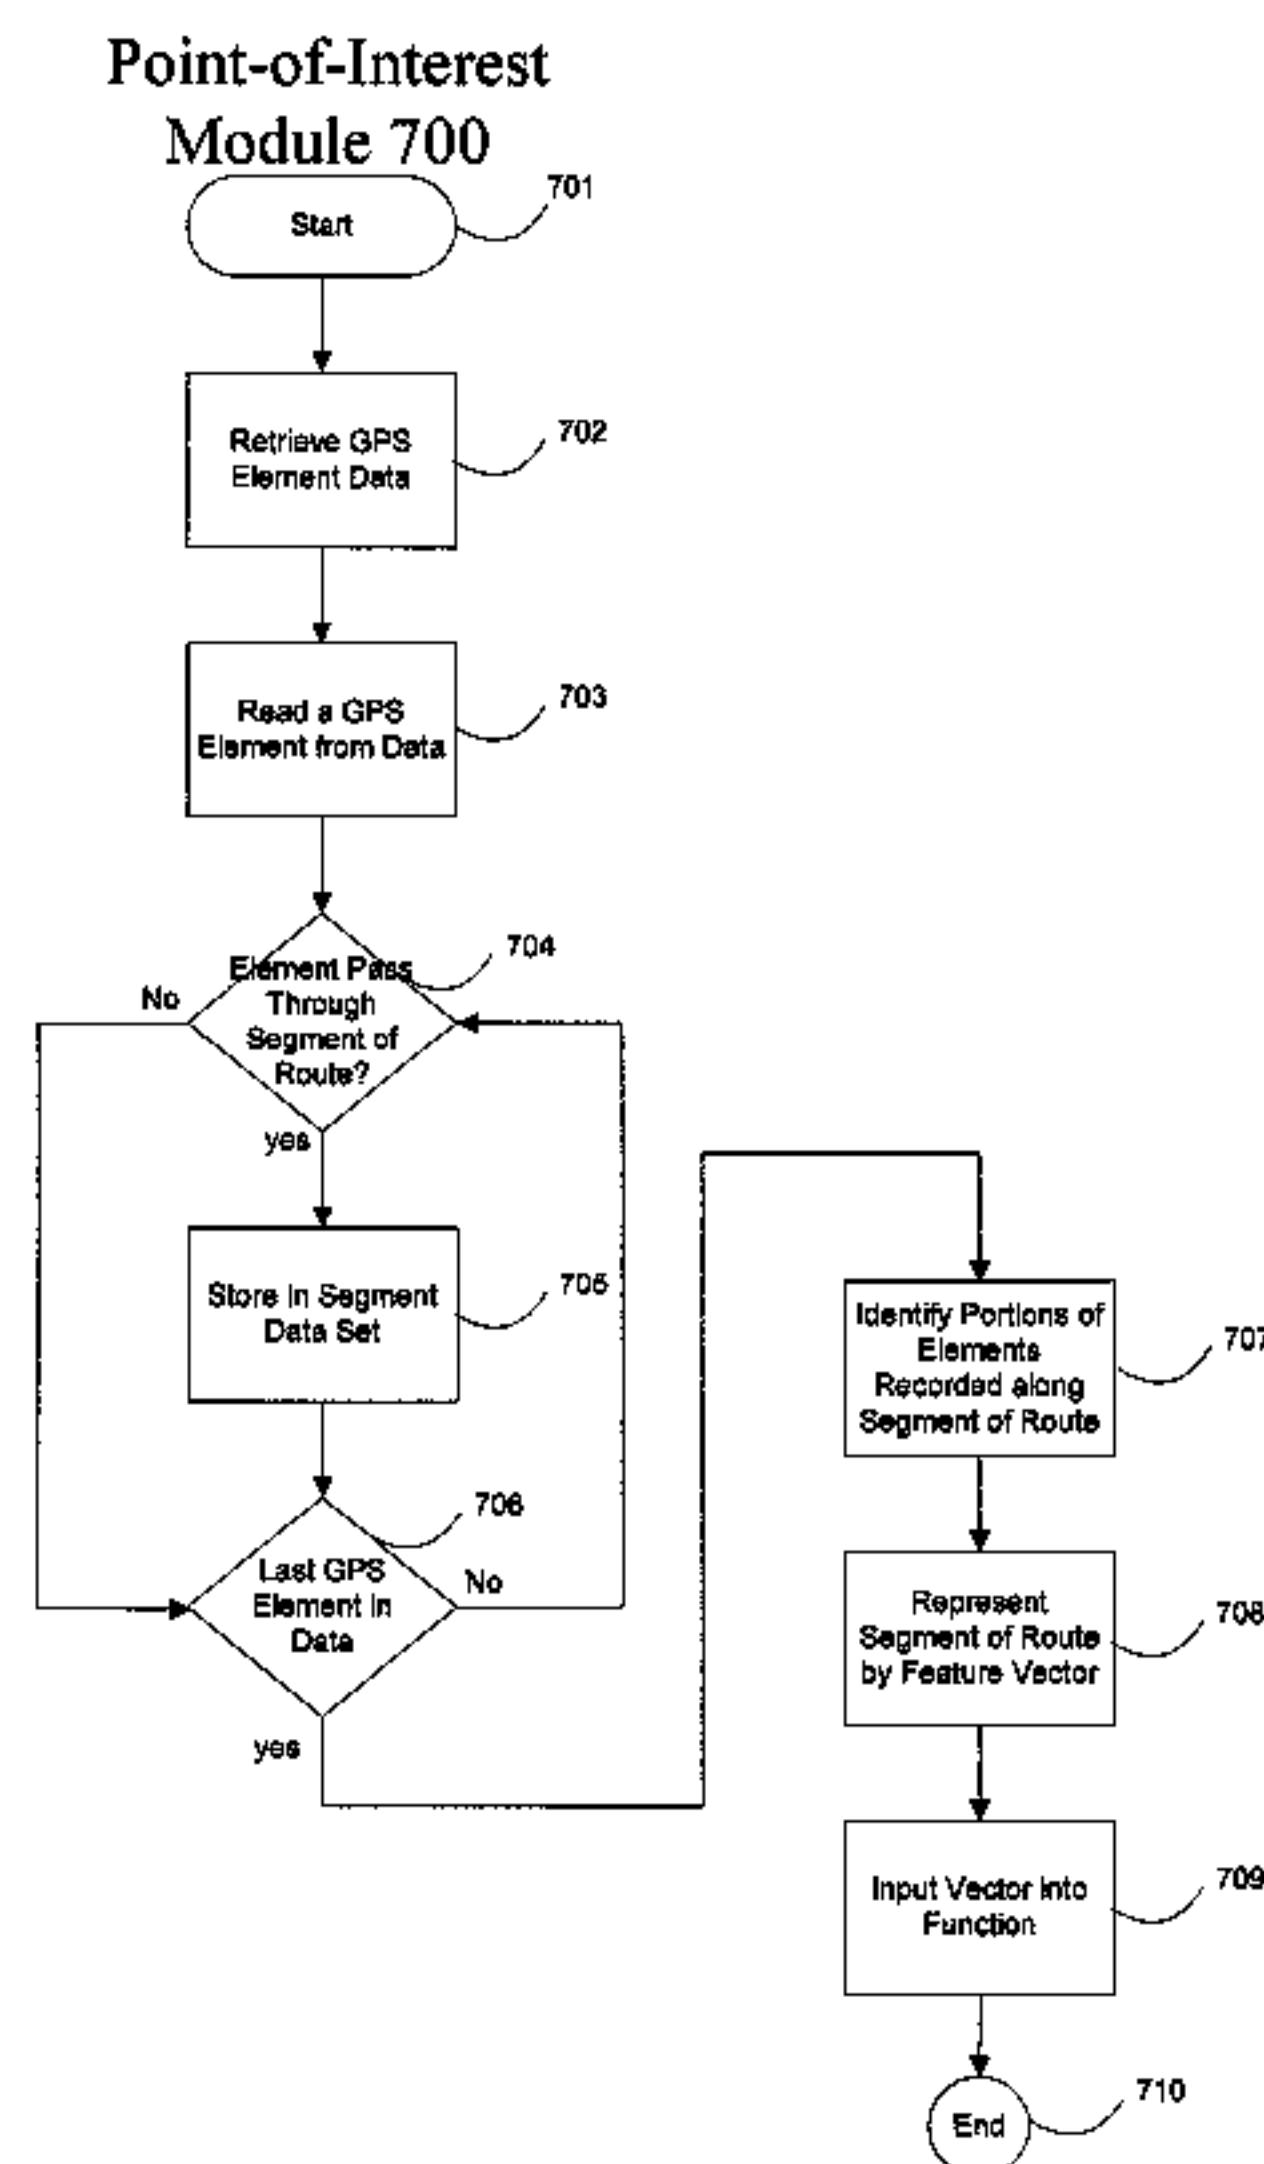 Point-of-Interest
Module 700
Start
701
Retrieve GPS
Element Data
702
Read a GPS
Element from Data
703
Element Pass
Through
Segment of
Route?
704
No
yes
Store in Segment
Data Set
705
Last GPS
Element in
Data
706
No
yes
Identify Portions of
Elements
Recorded along
Segment of Route
707
Represent
Segment of Route
by Feature Vector
708
Input Vector into
Function
709
End
710